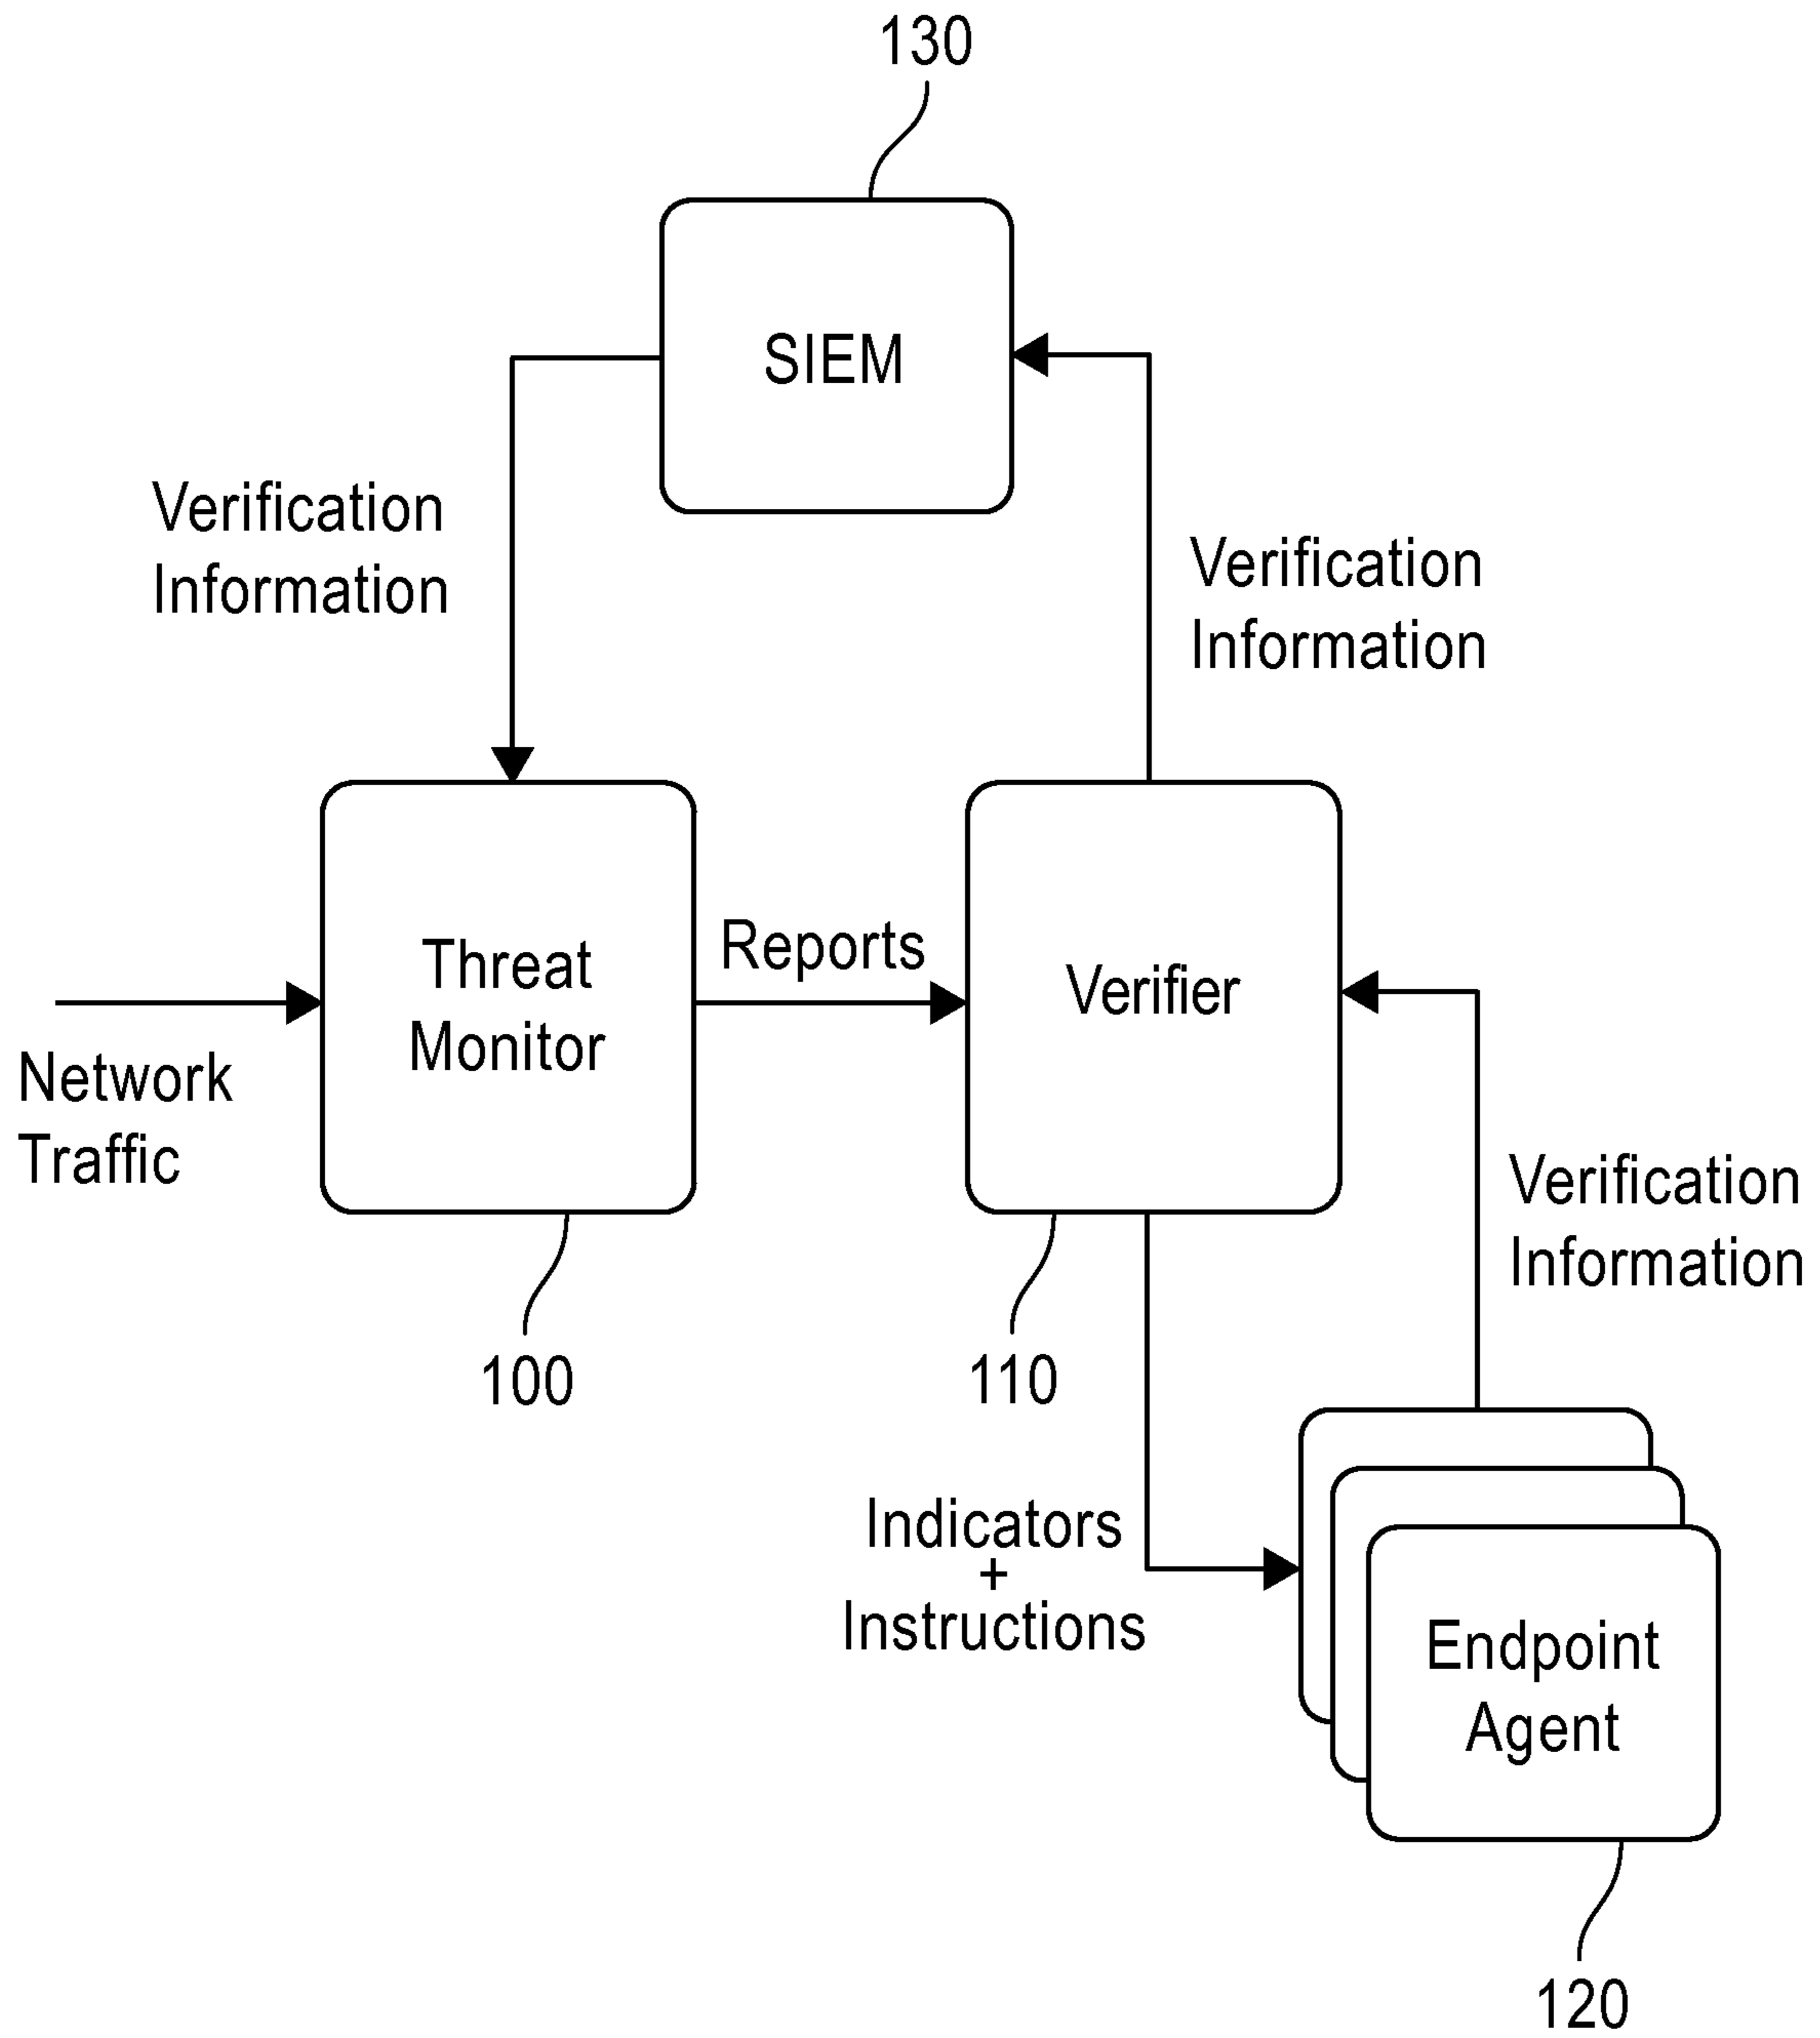 130
SIEM
Verification
Information
Verification
Information
Threat
Monitor
Reports
Verifier
Network
Traffic
Verification
Information
100
110
Indicators
+
Instructions
Endpoint
Agent
120